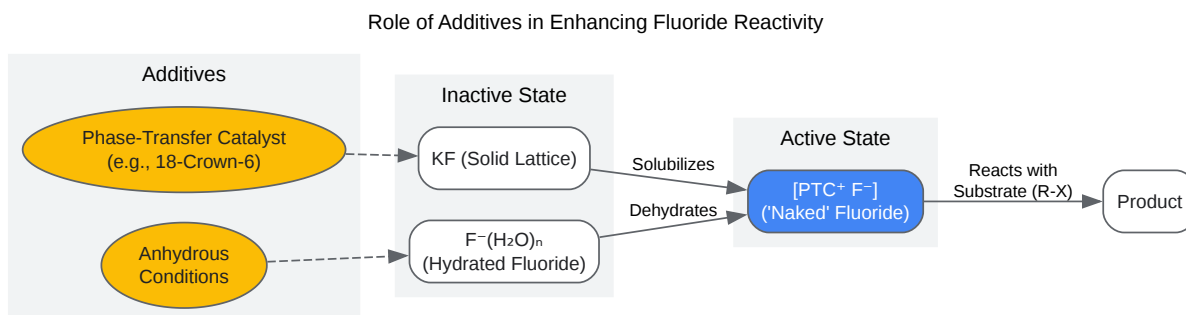 Role of Additives in Enhancing Fluoride Reactivity
Additives
Phase-Transfer Catalyst
(e.g., 18-Crown-6)
Anhydrous
Conditions
Inactive State
KF (Solid Lattice)
F⁻(H₂O)ₙ
(Hydrated Fluoride)
Solubilizes
Dehydrates
Active State
[PTC⁺ F⁻]
('Naked' Fluoride)
Reacts with
Substrate (R-X)
Product